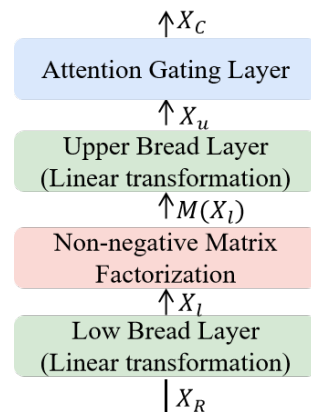 X_C
Attention Gating Layer
X_u
Upper Bread Layer
(Linear transformation)
M(X_l)
Non-negative Matrix
Factorization
X_l
Low Bread Layer
(Linear transformation)
X_R